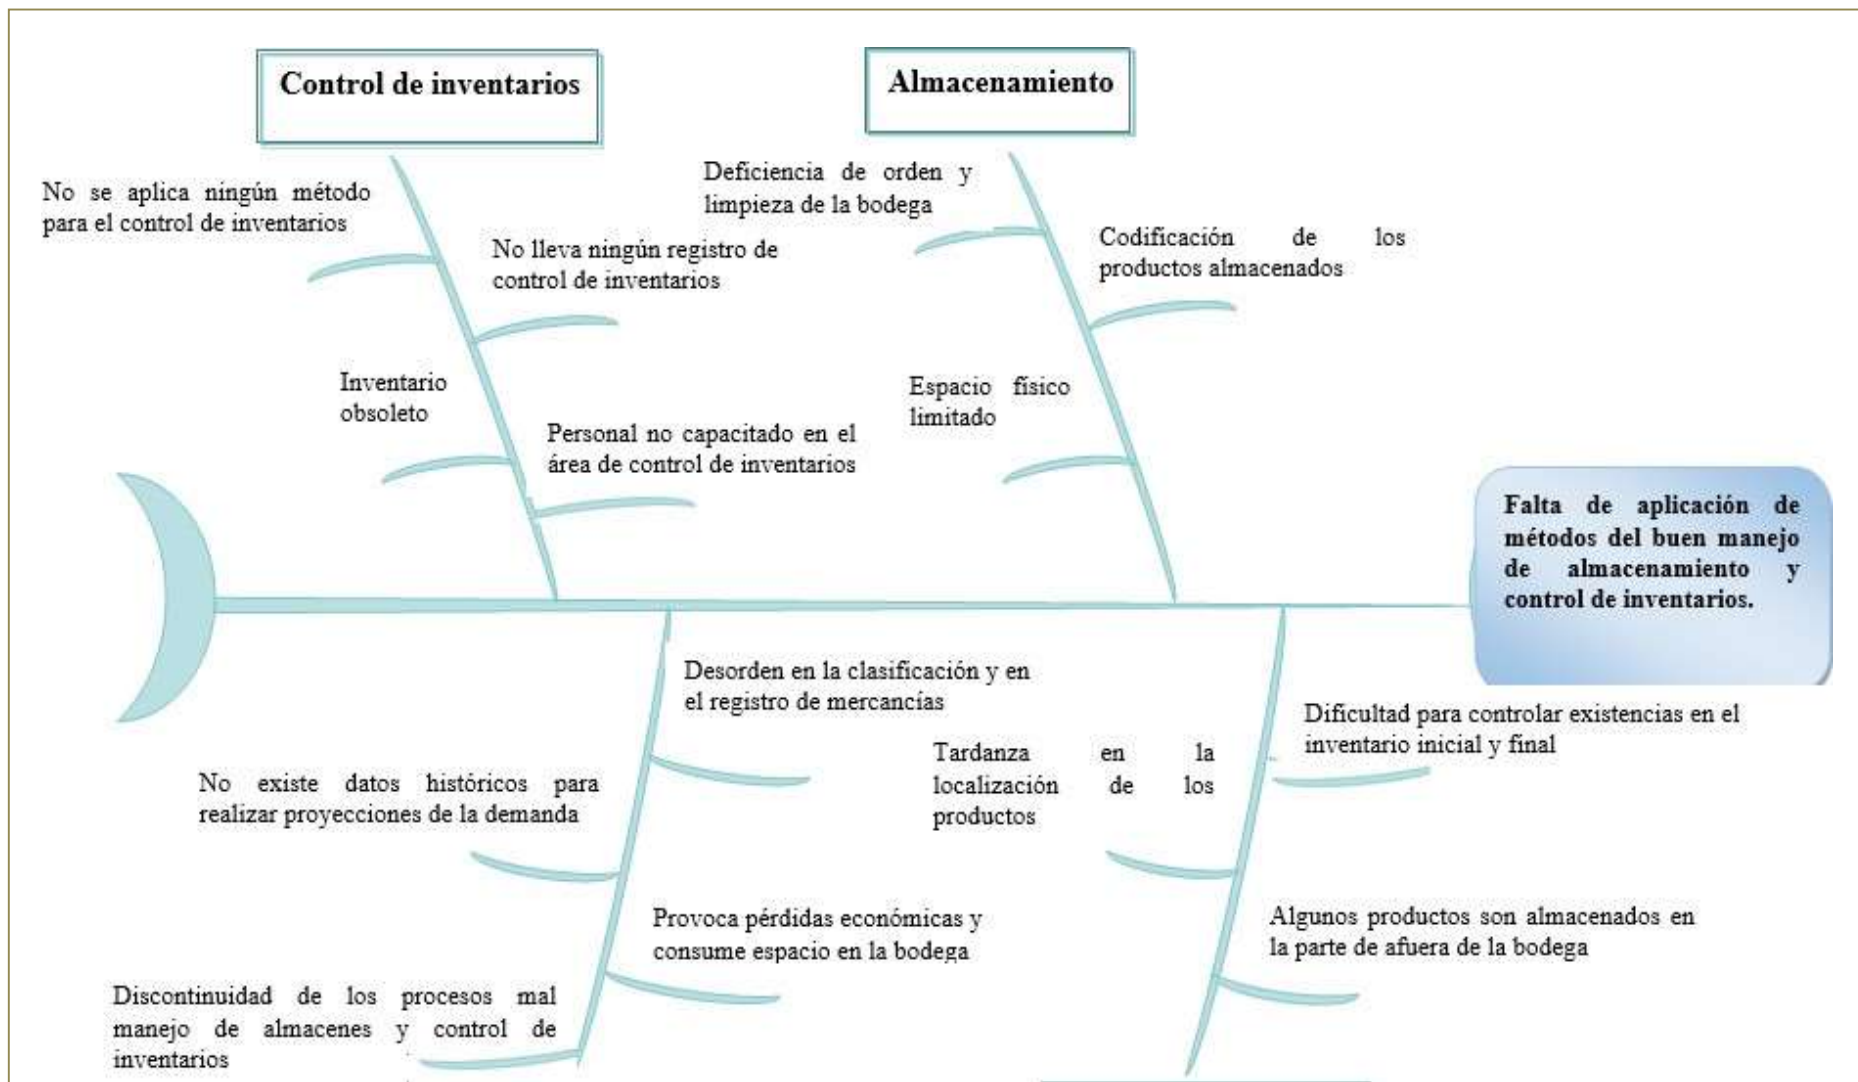 Control de inventarios
Almacenamiento
No se aplica ningún método
para el control de inventarios
No lleva ningún registro de
control de inventarios
Inventario
obsoleto
Personal no capacitado en el
área de control de inventarios
Deficiencia de orden y
limpieza de la bodega
Codificación de los
productos almacenados
Espacio físico
limitado
Falta de aplicación de
métodos del buen manejo
de almacenamiento y
control de inventarios.
Desorden en la clasificación y en
el registro de mercancías
No existe datos históricos para
realizar proyecciones de la demanda
Provoca pérdidas económicas y
consume espacio en la bodega
Discontinuidad de los procesos mal
manejo de almacenes y control de
inventarios
Dificultad para controlar existencias en el
inventario inicial y final
Tardanza en la
localización de los
productos
Algunos productos son almacenados en
la parte de afuera de la bodega